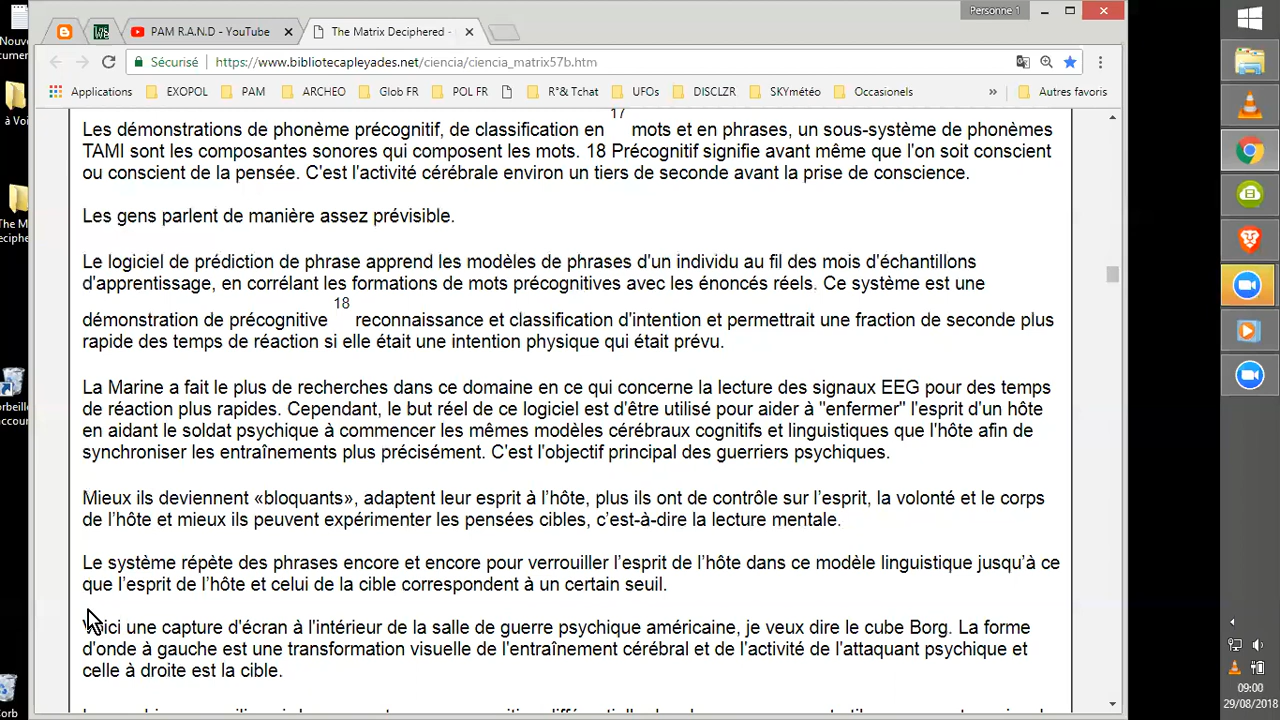 Personne 1
PAM R.A.N.D - YouTube
The Matrix Deciphered -
Sécurisé
https://www.bibliotecapleyades.net/ciencia/ciencia_matrix57b.htm
Applications EXOPOL PAM ARCHEO Glob FR POL FR R°& Tchat UFOs DISCLZR SKYmétéo Occasionels » Autres favoris
17
Les démonstrations de phonème précognitif, de classification en mots et en phrases, un sous-système de phonèmes
TAMI sont les composantes sonores qui composent les mots. 18 Précognitif signifie avant même que l'on soit conscient
ou conscient de la pensée. C'est l'activité cérébrale environ un tiers de seconde avant la prise de conscience.
Les gens parlent de manière assez prévisible.
Le logiciel de prédiction de phrase apprend les modèles de phrases d'un individu au fil des mois d'échantillons
d'apprentissage, en corrélant les formations de mots précognitives avec les énoncés réels. Ce système est une
18
démonstration de précognitive reconnaissance et classification d'intention et permettrait une fraction de seconde plus
rapide des temps de réaction si elle était une intention physique qui était prévu.
La Marine a fait le plus de recherches dans ce domaine en ce qui concerne la lecture des signaux EEG pour des temps
de réaction plus rapides. Cependant, le but réel de ce logiciel est d'être utilisé pour aider à "enfermer" l'esprit d'un hôte
en aidant le soldat psychique à commencer les mêmes modèles cérébraux cognitifs et linguistiques que l'hôte afin de
synchroniser les entraînements plus précisément. C'est l'objectif principal des guerriers psychiques.
Mieux ils deviennent «bloquants», adaptent leur esprit à l'hôte, plus ils ont de contrôle sur l'esprit, la volonté et le corps
de l'hôte et mieux ils peuvent expérimenter les pensées cibles, c'est-à-dire la lecture mentale.
Le système répète des phrases encore et encore pour verrouiller l'esprit de l'hôte dans ce modèle linguistique jusqu'à ce
que l'esprit de l'hôte et celui de la cible correspondent à un certain seuil.
Voici une capture d'écran à l'intérieur de la salle de guerre psychique américaine, je veux dire le cube Borg. La forme
d'onde à gauche est une transformation visuelle de l'entraînement cérébral et de l'activité de l'attaquant psychique et
celle à droite est la cible.
09:00
29/08/2018